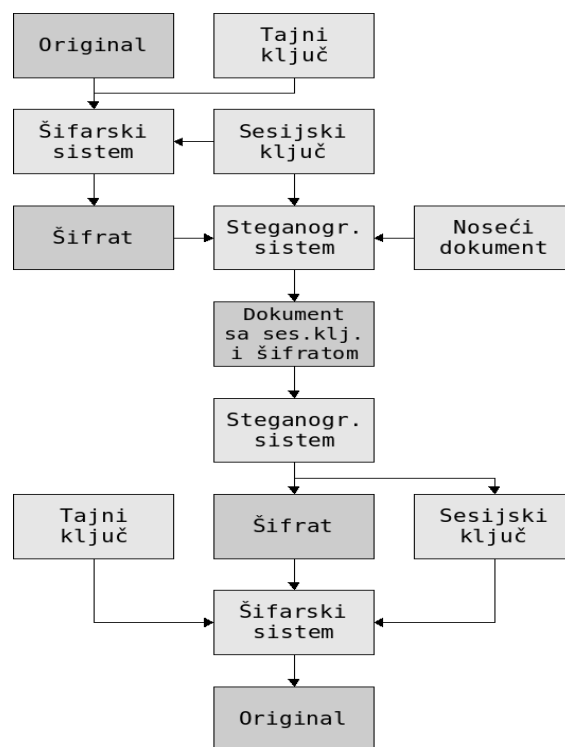 Original
Tajni
ključ
Šifarski
sistem
Sesijski
ključ
Šifrat
Steganogr.
sistem
Noseći
dokument
Dokument
sa ses.klj.
i šifratom
Steganogr.
sistem
Tajni
ključ
Šifrat
Sesijski
ključ
Šifarski
sistem
Original